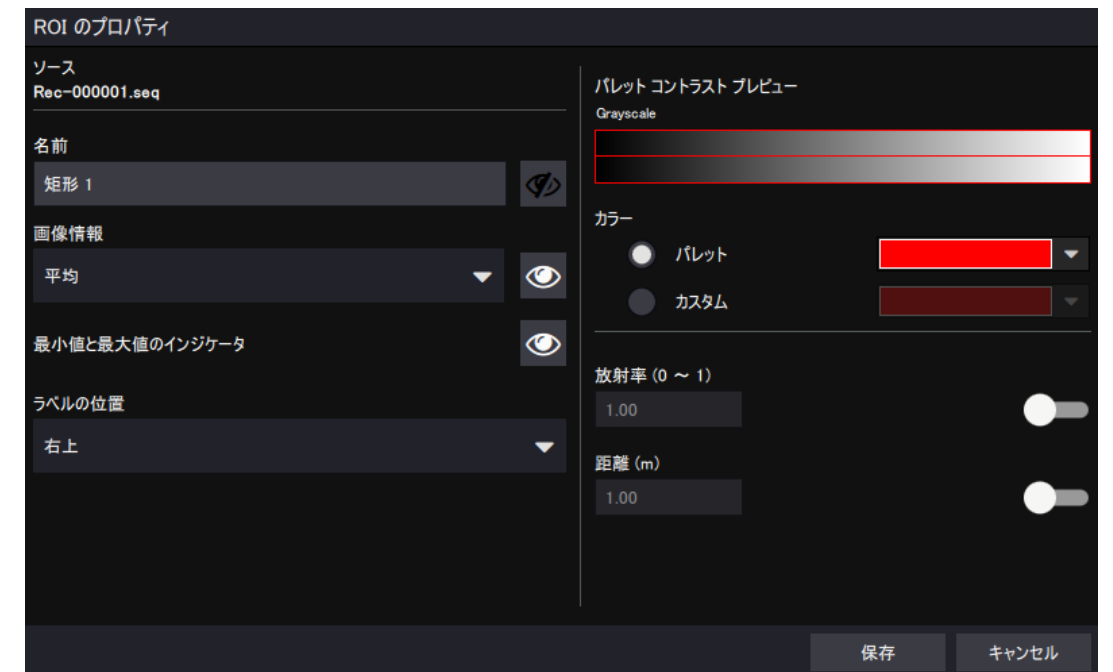 ROI のプロパティ
ソース
Rec-000001.seq
名前
矩形 1
画像情報
平均
最小値と最大値のインジケータ
ラベルの位置
右上
パレット コントラスト プレビュー
Grayscale
カラー
パレット
カスタム
放射率 (0 ～ 1)
1.00
距離 (m)
1.00
保存
キャンセル